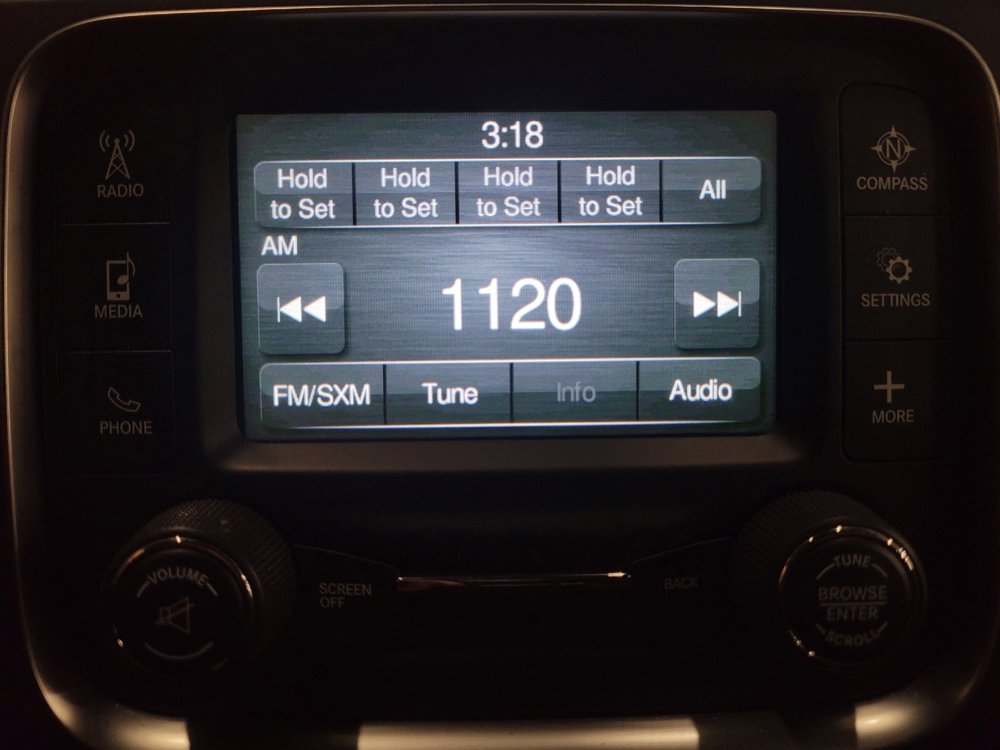 3:18
Hold to Set
Hold to Set
Hold to Set
Hold to Set
All
AM
1120
FM/SXM
Tune
Info
Audio
RADIO
MEDIA
PHONE
N
COMPASS
SETTINGS
MORE
VOLUME
SCREEN
OFF
BACK
TUNE
BROWSE
ENTER
SCROLL